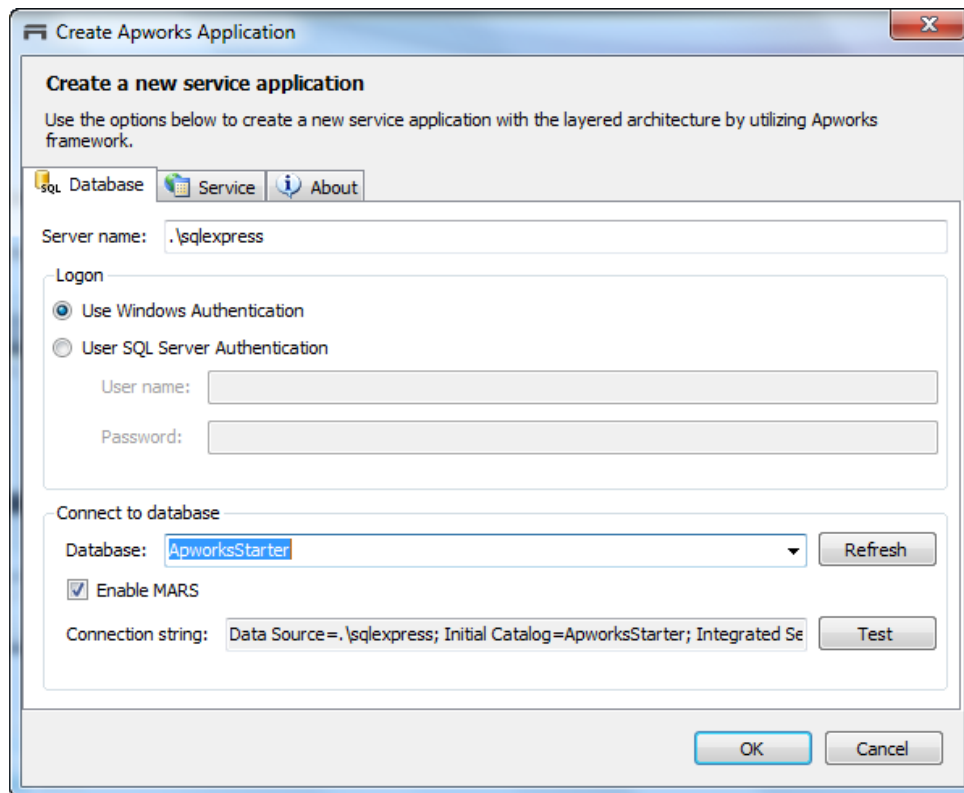 Create Apworks Application
Create a new service application
Use the options below to create a new service application with the layered architecture by utilizing Apworks
framework.
SQL Database Service i About
Server name: .\sqlexpress
Logon
Use Windows Authentication
User SQL Server Authentication
User name:
Password:
Connect to database
Database: ApworksStarter Refresh
Enable MARS
Connection string: Data Source=.\sqlexpress; Initial Catalog=ApworksStarter; Integrated Se Test
OK Cancel